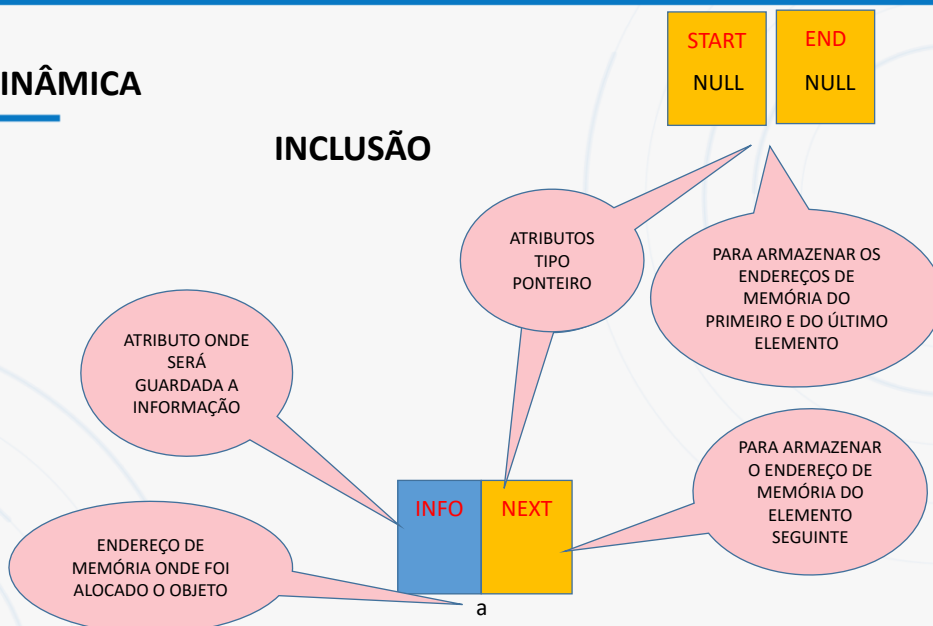 INÂMICA
INCLUSÃO
START
NULL
END
NULL
ATRIBUTOS
TIPO
PONTEIRO
PARA ARMAZENAR OS
ENDEREÇOS DE
MEMÓRIA DO
PRIMEIRO E DO ÚLTIMO
ELEMENTO
ATRIBUTO ONDE
SERÁ
GUARDADA A
INFORMAÇÃO
PARA ARMAZENAR
O ENDEREÇO DE
MEMÓRIA DO
ELEMENTO
SEGUINTE
INFO
NEXT
ENDEREÇO DE
MEMÓRIA ONDE FOI
ALOCADO O OBJETO
a